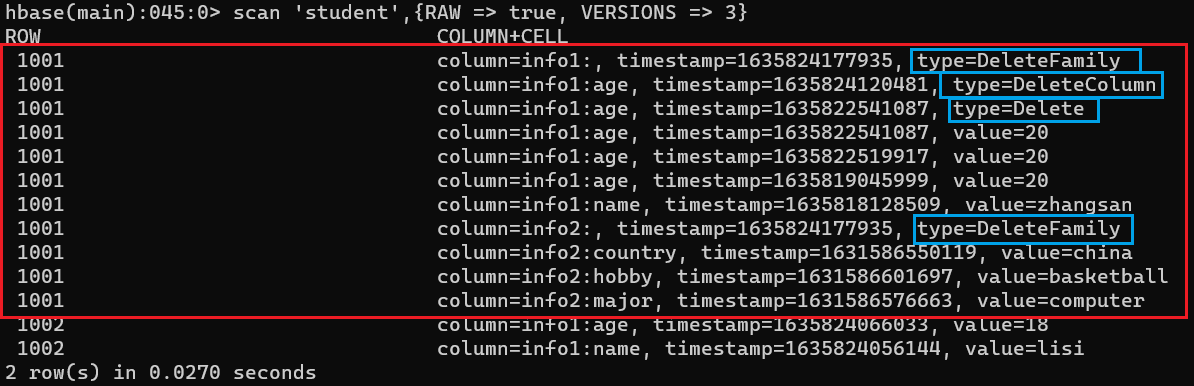 hbase(main):045:0> scan 'student',{RAW => true, VERSIONS => 3}
ROW COLUMN+CELL
1001 column=info1:, timestamp=1635824177935, type=DeleteFamily
1001 column=info1:age, timestamp=1635824120481, type=DeleteColumn
1001 column=info1:age, timestamp=1635822541087, type=Delete
1001 column=info1:age, timestamp=1635822541087, value=20
1001 column=info1:age, timestamp=1635822519917, value=20
1001 column=info1:age, timestamp=1635819045999, value=20
1001 column=info1:name, timestamp=1635818128509, value=zhangsan
1001 column=info2:, timestamp=1635824177935, type=DeleteFamily
1001 column=info2:country, timestamp=1631586550119, value=china
1001 column=info2:hobby, timestamp=1631586601697, value=basketball
1001 column=info2:major, timestamp=1631586576663, value=computer
1002 column=info1:age, timestamp=1635824066033, value=18
1002 column=info1:name, timestamp=1635824056144, value=lisi
2 row(s) in 0.0270 seconds